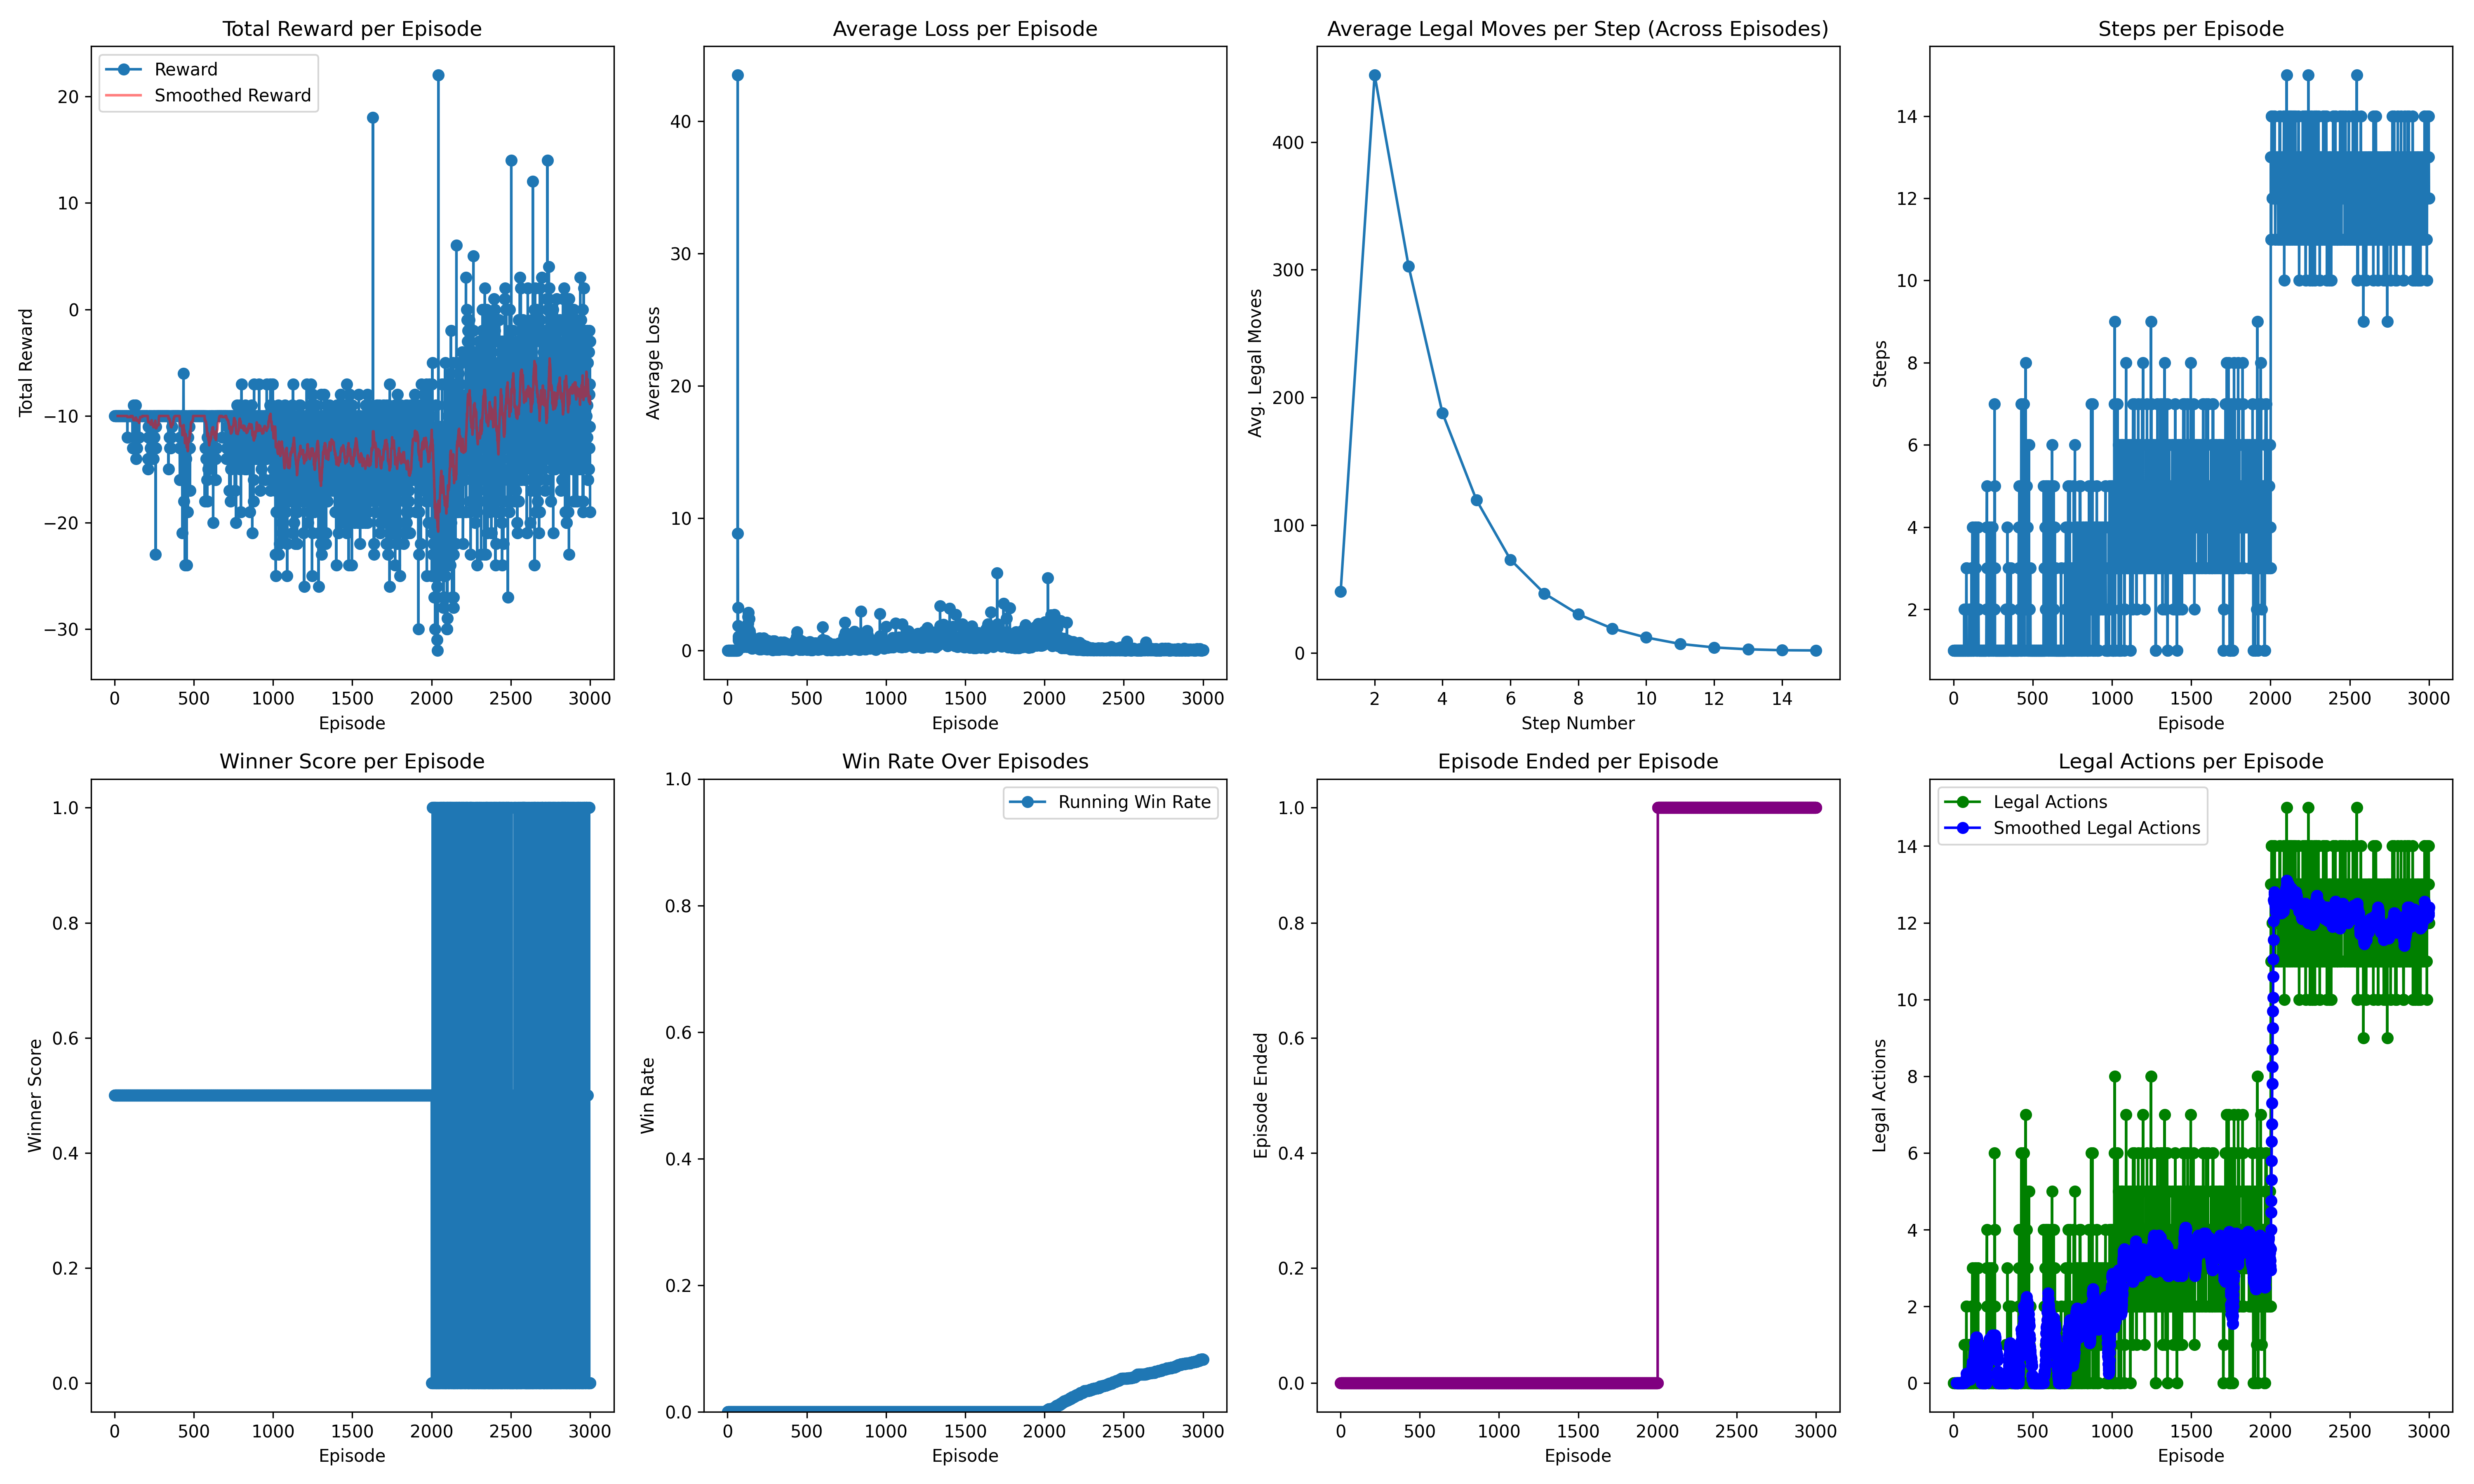 Total Reward per Episode
Reward
Smoothed Reward
20
10
0
−10
−20
−30
Total Reward
0 500 1000 1500 2000 2500 3000
Episode
Average Loss per Episode
40
30
20
10
0
Average Loss
0 500 1000 1500 2000 2500 3000
Episode
Average Legal Moves per Step (Across Episodes)
400
300
200
100
0
Avg. Legal Moves
2 4 6 8 10 12 14
Step Number
Steps per Episode
14
12
10
8
6
4
2
Steps
0 500 1000 1500 2000 2500 3000
Episode
Winner Score per Episode
1.0
0.8
0.6
0.4
0.2
0.0
Winner Score
0 500 1000 1500 2000 2500 3000
Episode
Win Rate Over Episodes
Running Win Rate
1.0
0.8
0.6
0.4
0.2
0.0
Win Rate
0 500 1000 1500 2000 2500 3000
Episode
Episode Ended per Episode
1.0
0.8
0.6
0.4
0.2
0.0
Episode Ended
0 500 1000 1500 2000 2500 3000
Episode
Legal Actions per Episode
Legal Actions
Smoothed Legal Actions
14
12
10
8
6
4
2
0
Legal Actions
0 500 1000 1500 2000 2500 3000
Episode